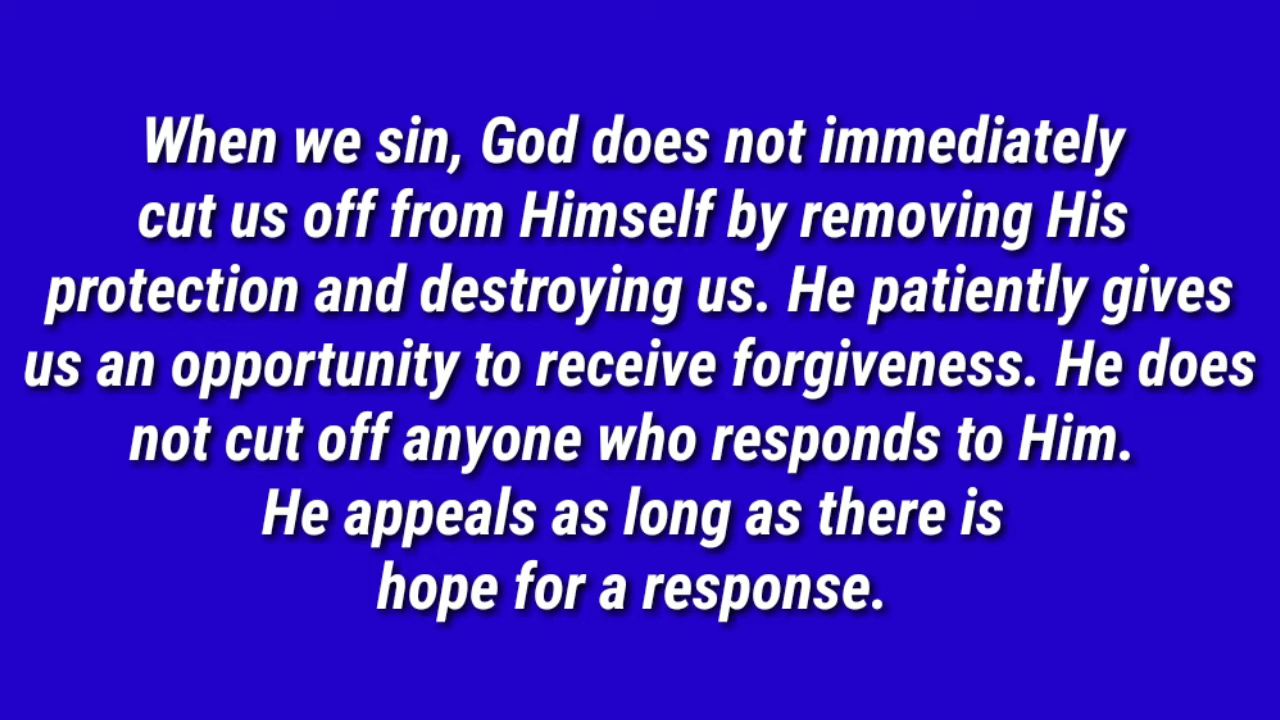 When we sin, God does not immediately
cut us off from Himself by removing His
protection and destroying us. He patiently gives
us an opportunity to receive forgiveness. He does
not cut off anyone who responds to Him.
He appeals as long as there is
hope for a response.